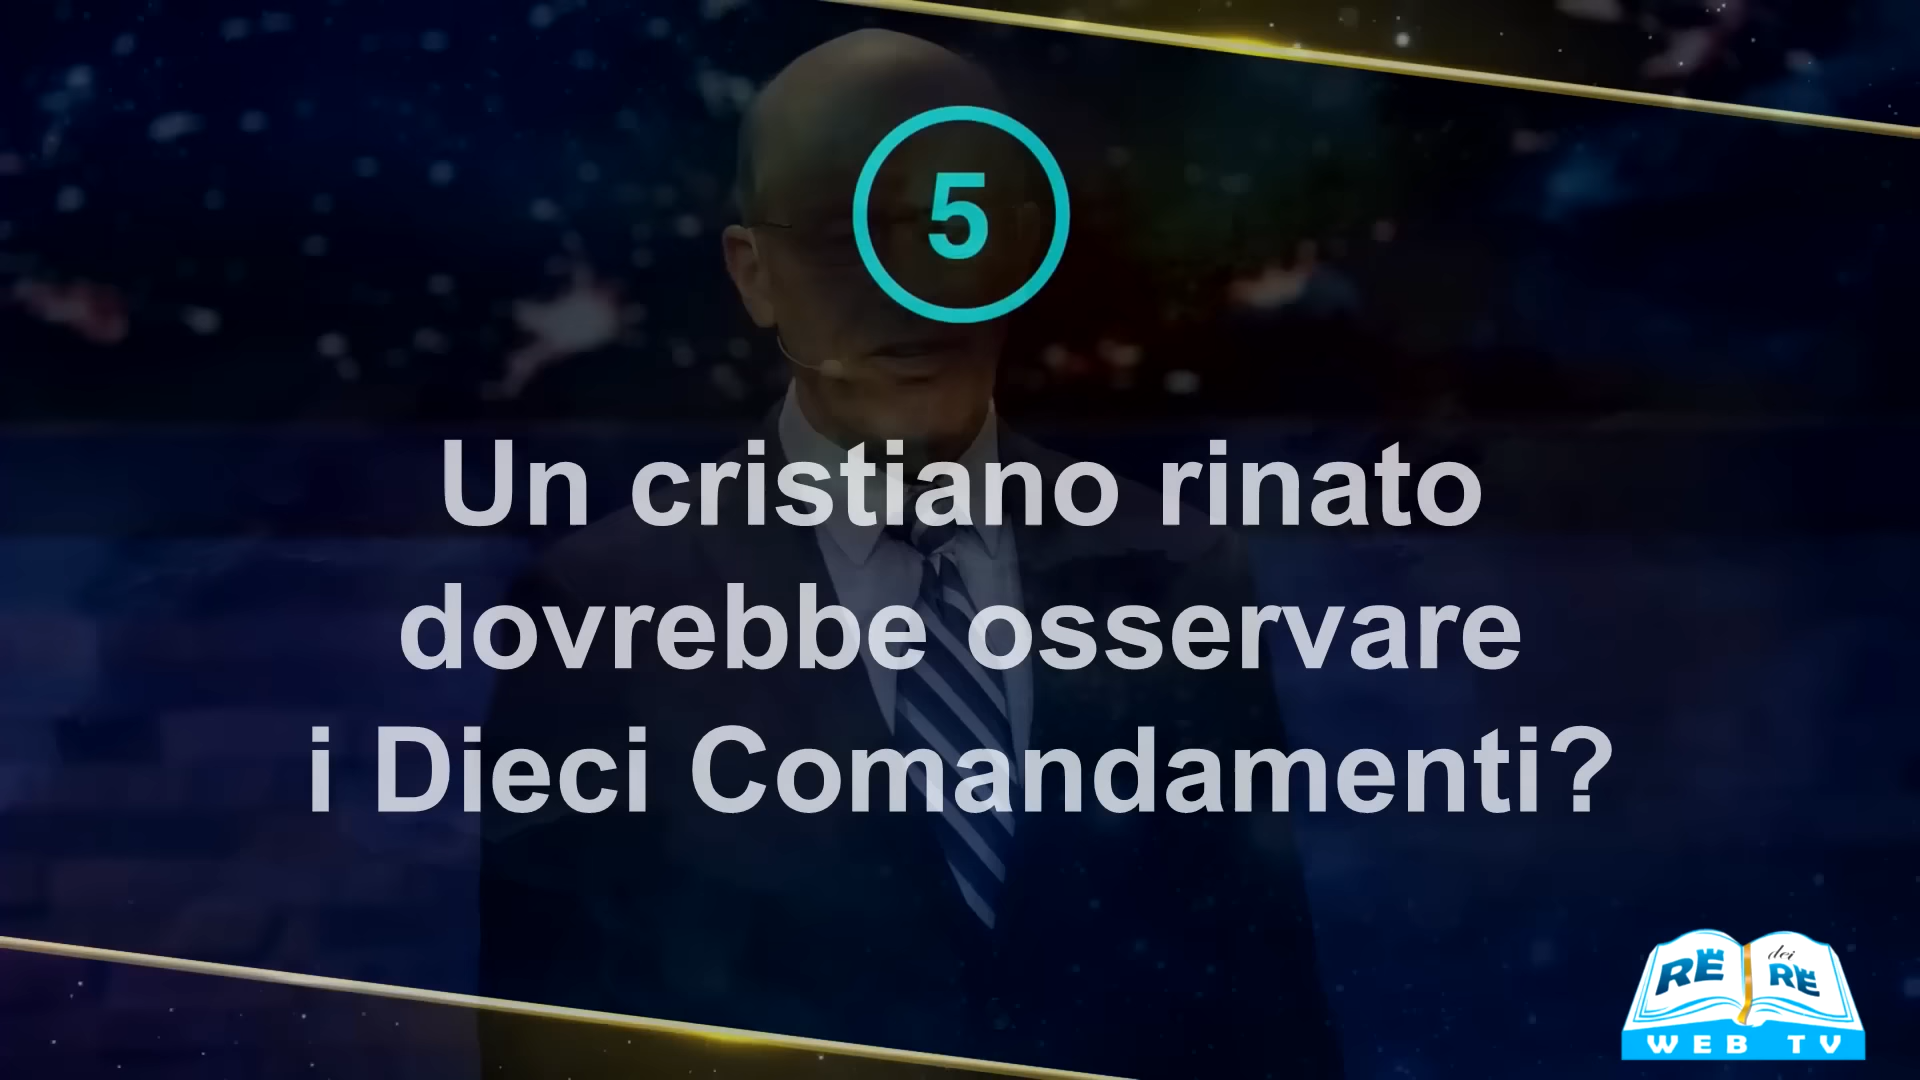 5
Un cristiano rinato
dovrebbe osservare
i Dieci Comandamenti?
RE dei RE
WEB TV